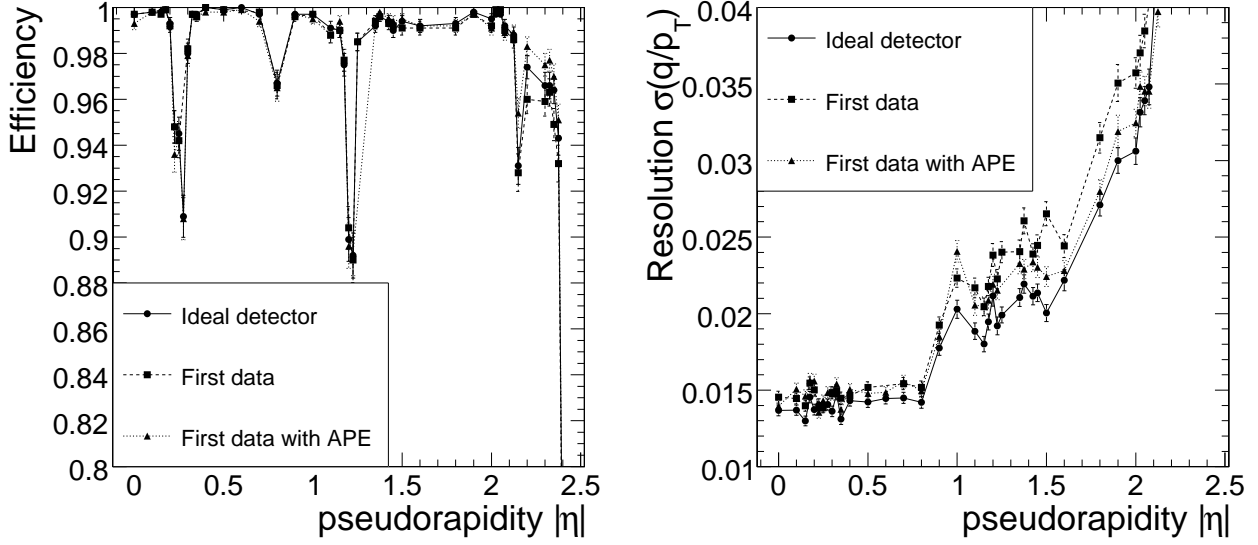 Efficiency
1
0.98
0.96
0.94
0.92
0.9
0.88
0.86
0.84
0.82
0.8
Ideal detector
First data
First data with APE
0 0.5 1 1.5 2 2.5
pseudorapidity |η|
Resolution σ(q/p_T)
0.04
0.035
0.03
0.025
0.02
0.015
0.01
Ideal detector
First data
First data with APE
0 0.5 1 1.5 2 2.5
pseudorapidity |η|